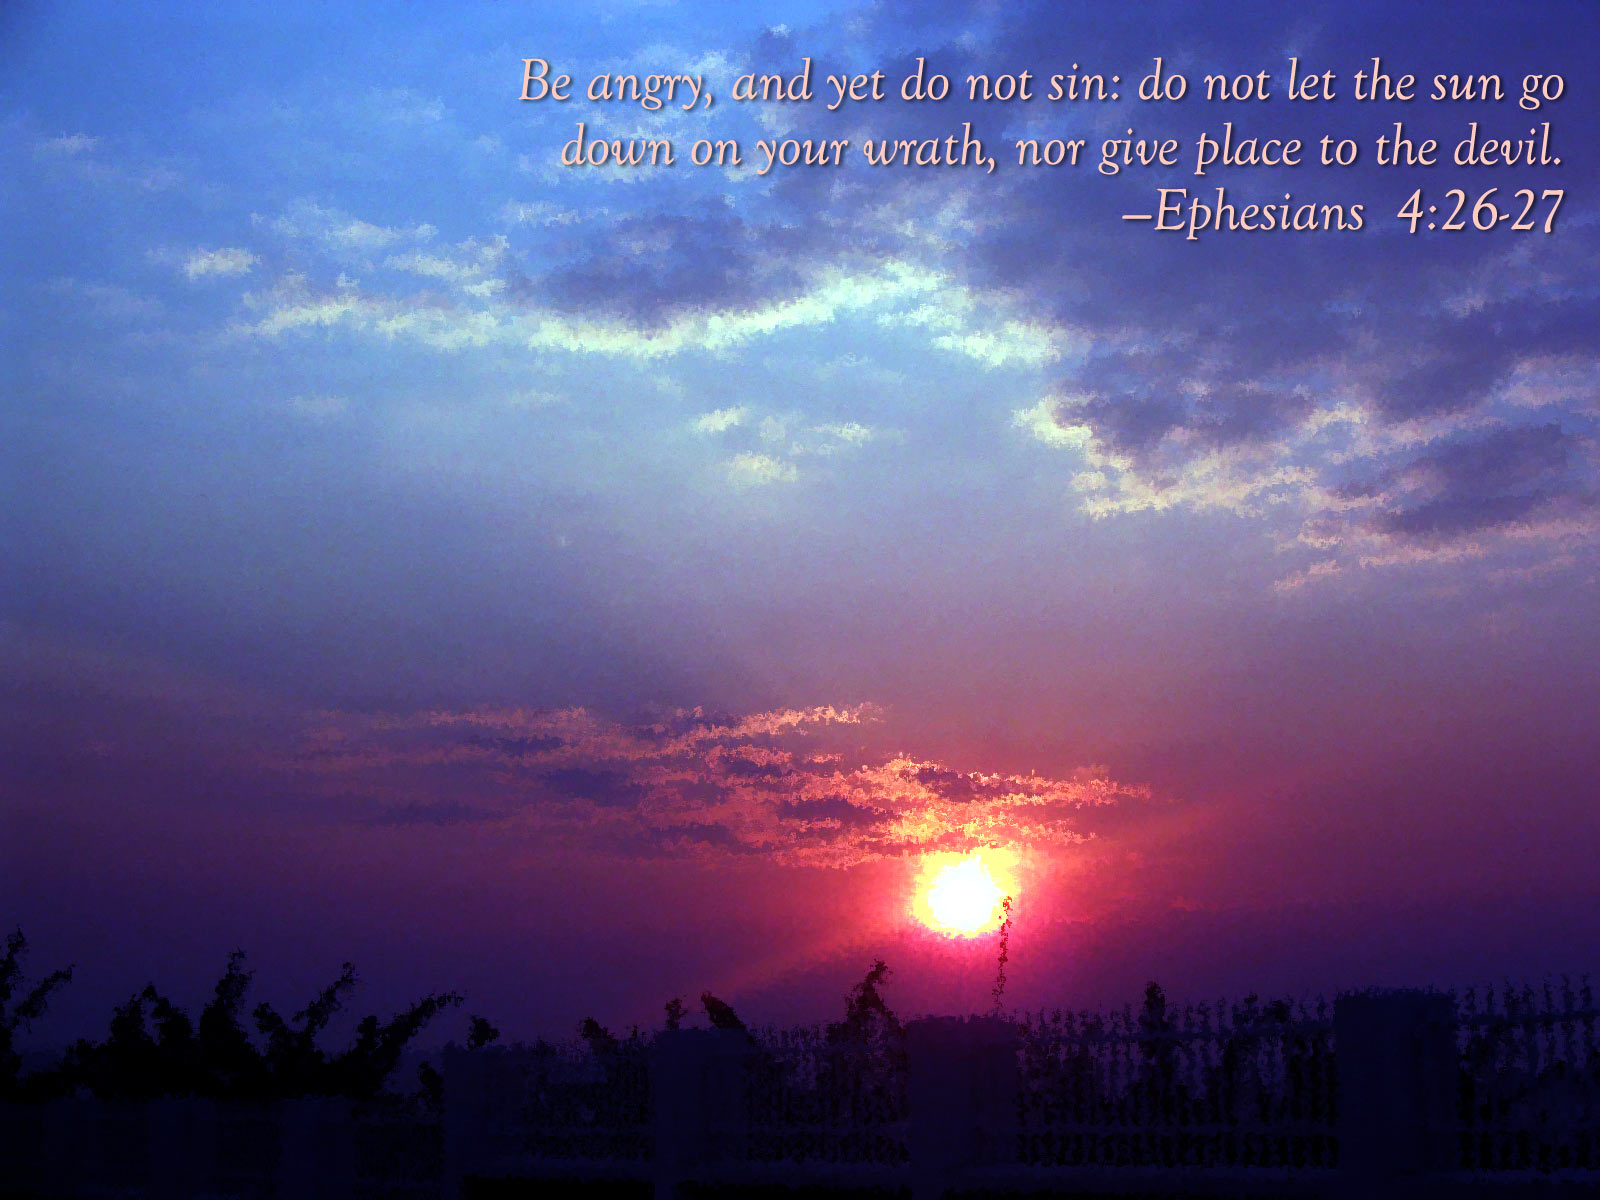 Be angry, and yet do not sin: do not let the sun go
down on your wrath, nor give place to the devil.
–Ephesians 4:26-27